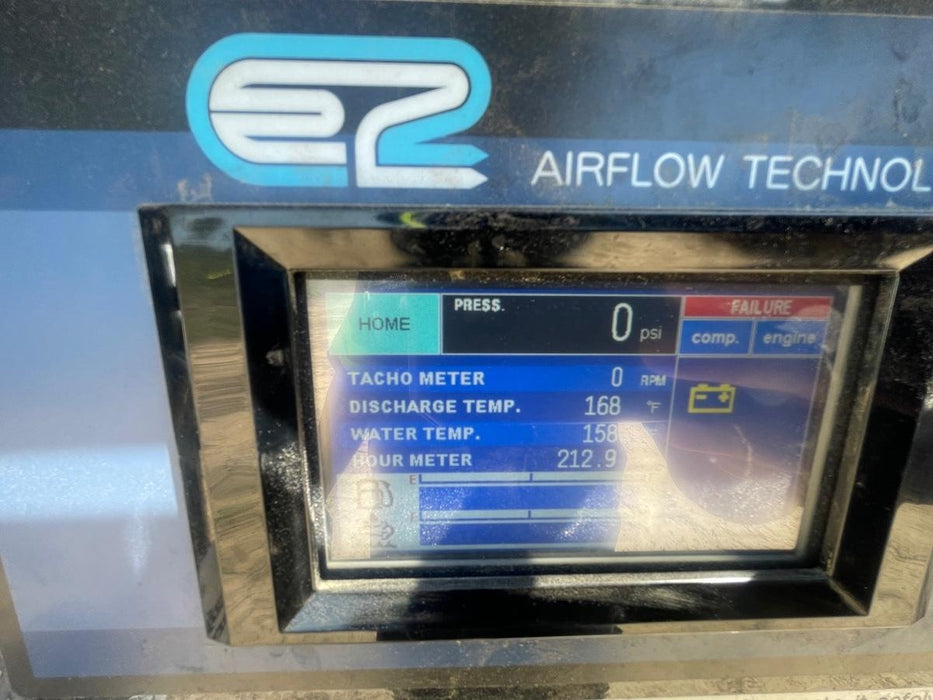 E2
AIRFLOW TECHNOL
HOME
PRESS.
0 psi
FAILURE
comp. engine
TACHO METER 0 RPM
DISCHARGE TEMP. 168 °F
WATER TEMP. 158
HOUR METER 212.9
E